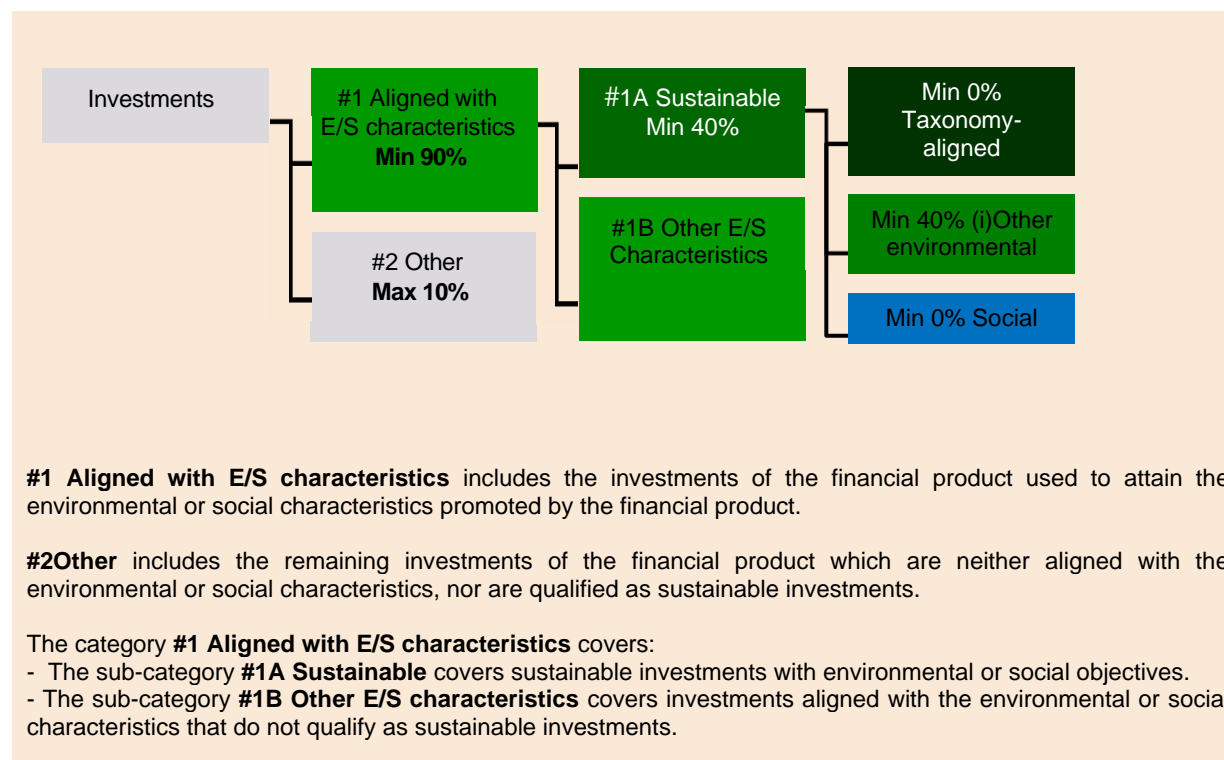 Investments
#1 Aligned with
E/S characteristics
Min 90%
#2 Other
Max 10%
#1A Sustainable
Min 40%
#1B Other E/S
Characteristics
Min 0%
Taxonomy-
aligned
Min 40% (i)Other
environmental
Min 0% Social
#1 Aligned with E/S characteristics includes the investments of the financial product used to attain the
environmental or social characteristics promoted by the financial product.
#2Other includes the remaining investments of the financial product which are neither aligned with the
environmental or social characteristics, nor are qualified as sustainable investments.
The category #1 Aligned with E/S characteristics covers:
- The sub-category #1A Sustainable covers sustainable investments with environmental or social objectives.
- The sub-category #1B Other E/S characteristics covers investments aligned with the environmental or social
characteristics that do not qualify as sustainable investments.